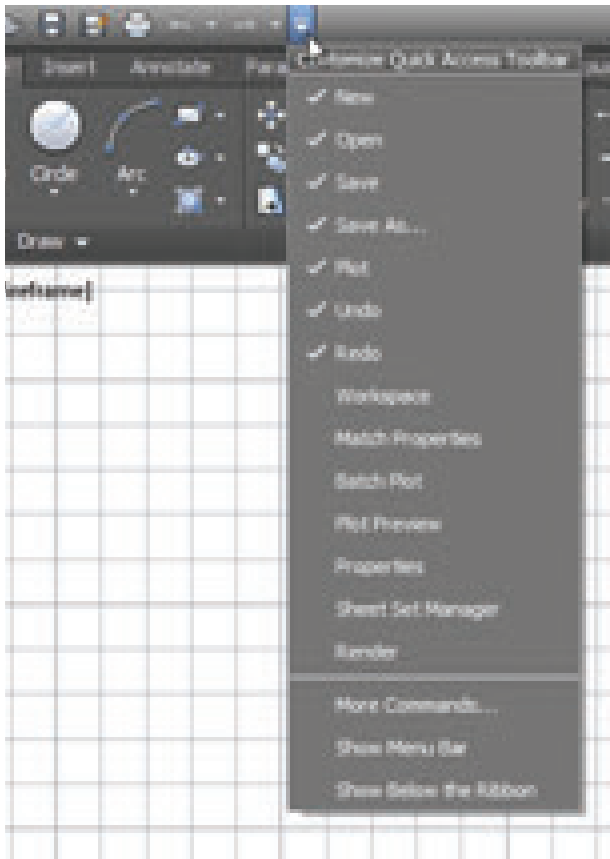 Insert Annotate Para
Customize Quick Access Toolbar
New
Open
Save
Save As...
Plot
Undo
Redo
Workspace
Match Properties
Batch Plot
Plot Preview
Properties
Sheet Set Manager
Render
More Commands...
Show Menu Bar
Show Below the Ribbon
Circle Arc
Draw
ireframe]